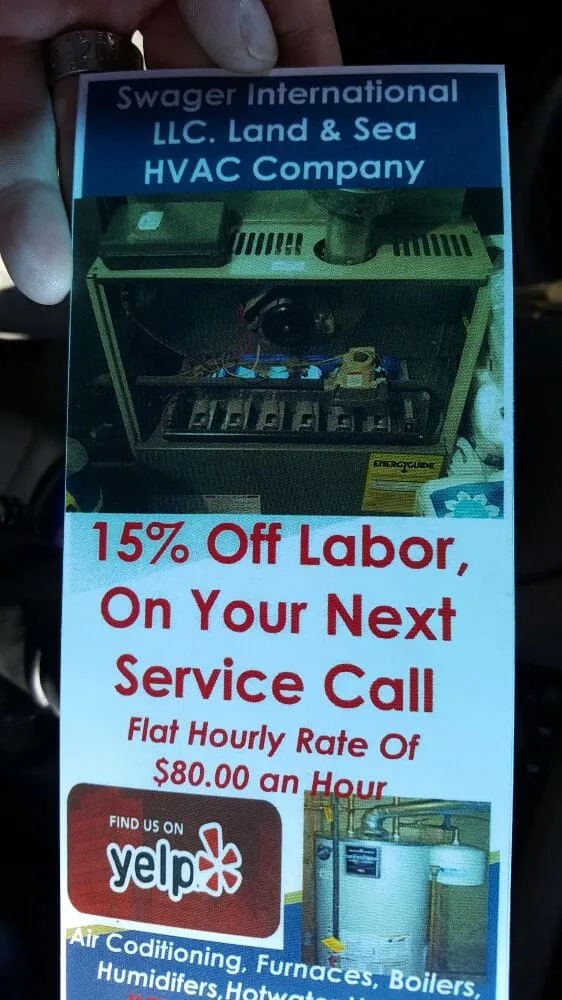 Swager International
LLC. Land & Sea
HVAC Company
ENERGYGUIDE
15% Off Labor,
On Your Next
Service Call
Flat Hourly Rate Of
$80.00 an Hour
FIND US ON
yelp
Air Coditioning, Furnaces, Boilers,
Humidifers,